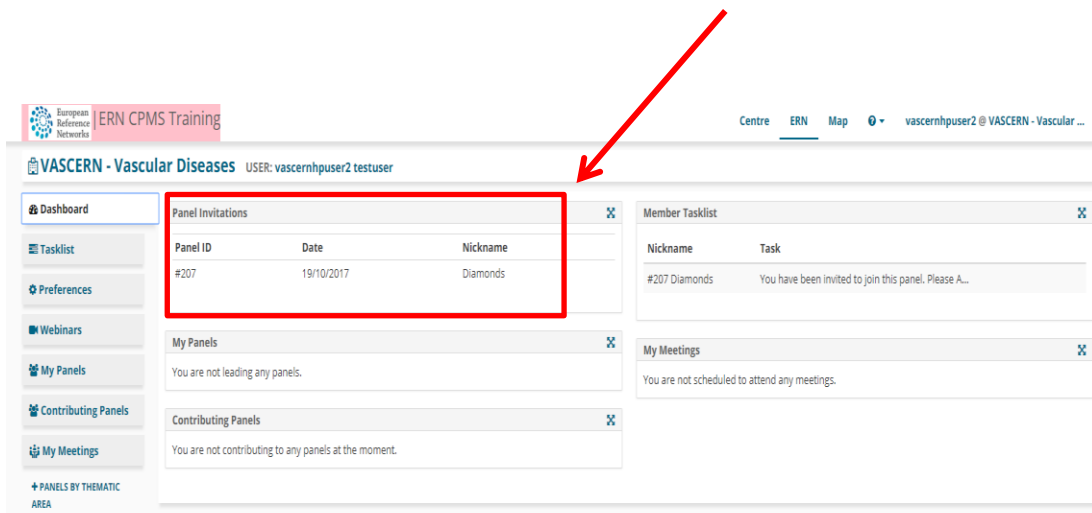 European
Reference
Networks
|ERN CPMS Training
Centre ERN Map vascernhpuser2 @ VASCERN - Vascular ...
VASCERN - Vascular Diseases USER: vascernhpuser2 testuser
Dashboard
Tasklist
Preferences
Webinars
My Panels
Contributing Panels
My Meetings
+ PANELS BY THEMATIC
AREA
Panel Invitations
Panel ID Date Nickname
#207 19/10/2017 Diamonds
My Panels
You are not leading any panels.
Contributing Panels
You are not contributing to any panels at the moment.
Member Tasklist
Nickname Task
#207 Diamonds You have been invited to join this panel. Please A...
My Meetings
You are not scheduled to attend any meetings.